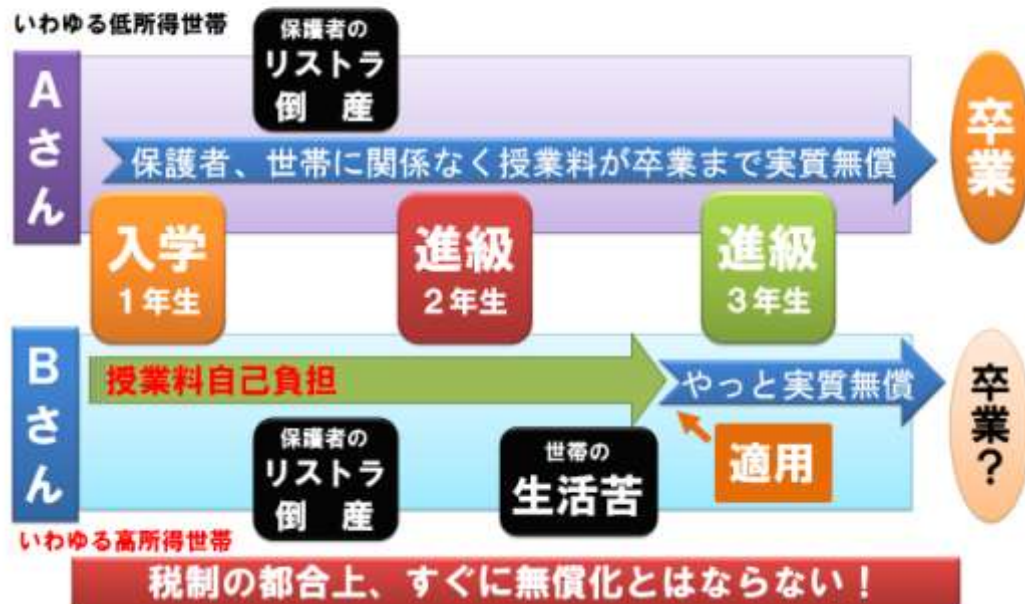 いわゆる低所得世帯
保護者の
リストラ
倒 産
Aさん
保護者、世帯に関係なく授業料が卒業まで実質無償
卒業
入学
1年生
進級
2年生
進級
3年生
Bさん
授業料自己負担
やっと実質無償
卒業?
保護者の
リストラ
倒 産
世帯の
生活苦
適用
いわゆる高所得世帯
税制の都合上、すぐに無償化とはならない!